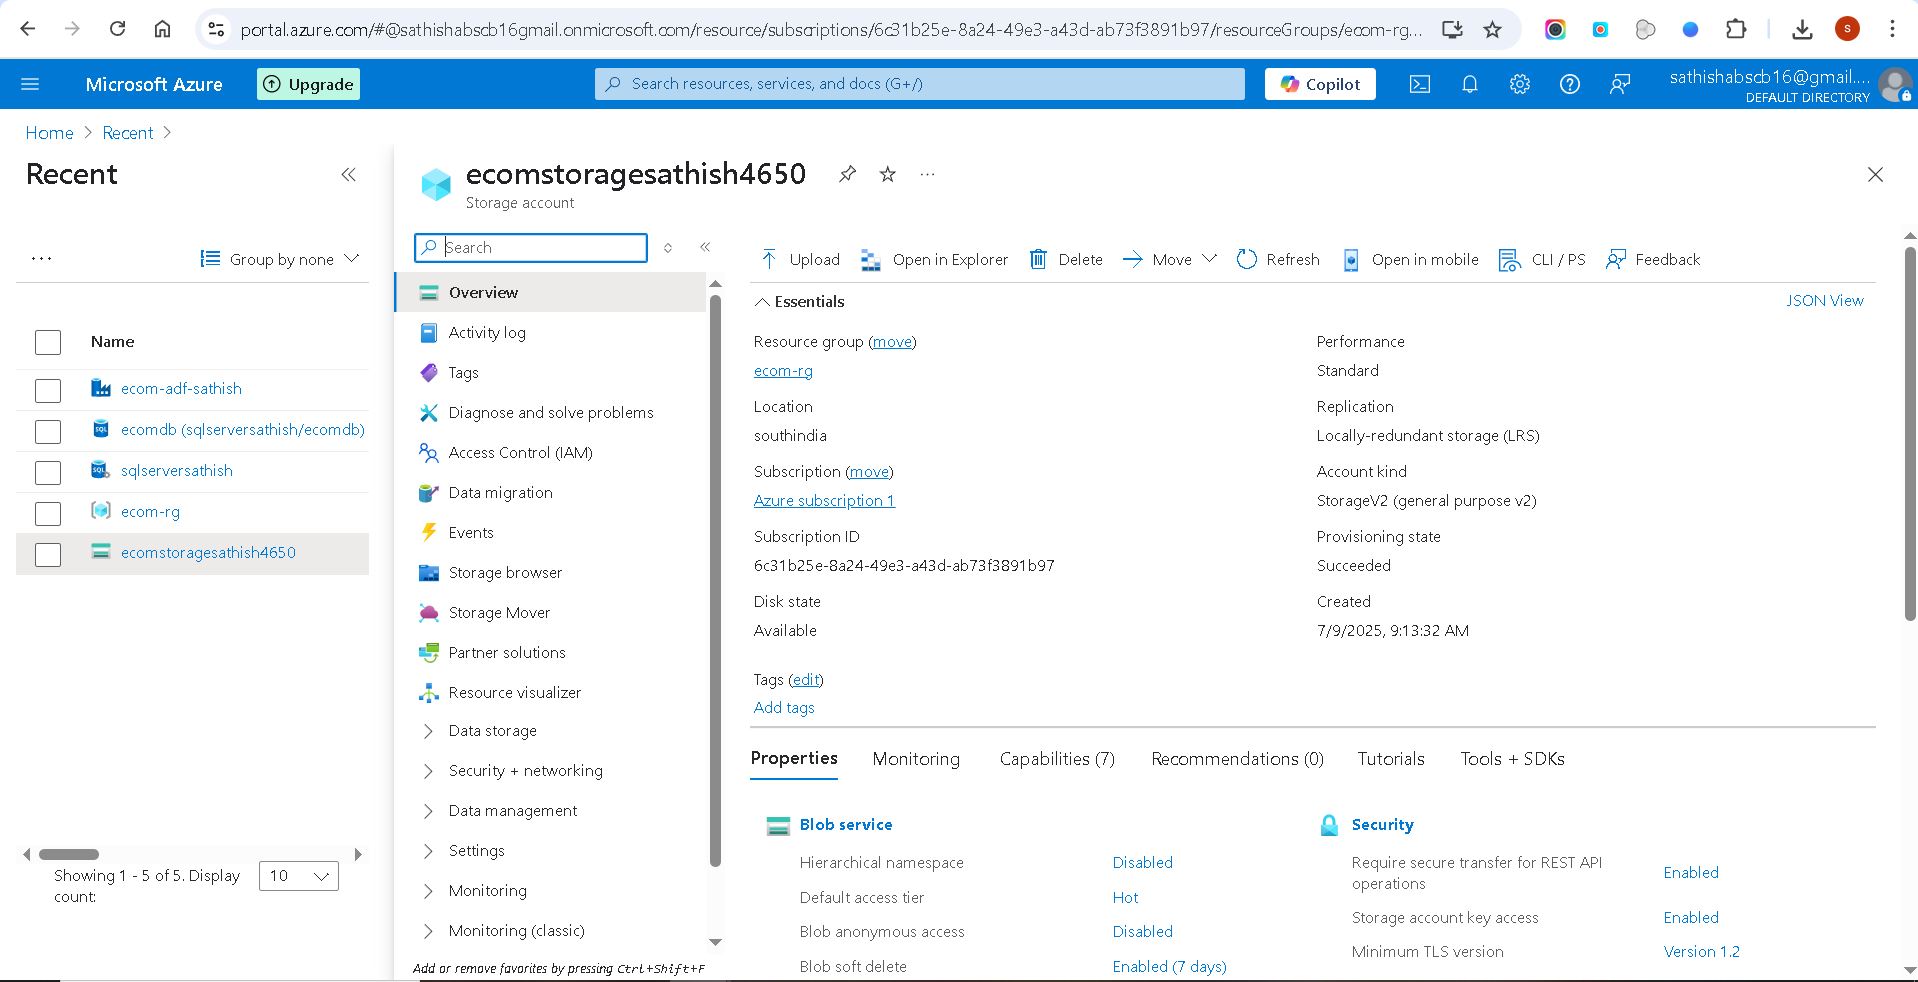 portal.azure.com/#@sathishabscb16gmail.onmicrosoft.com/resource/subscriptions/6c31b25e-8a24-49e3-a43d-ab73f3891b97/resourceGroups/ecom-rg...
S
Microsoft Azure
Upgrade
Search resources, services, and docs (G+/)
Copilot
sathishabscb16@gmail....
DEFAULT DIRECTORY
Home > Recent >
Recent
Group by none
Name
ecom-adf-sathish
ecomdb (sqlserversathish/ecomdb)
sqlserversathish
ecom-rg
ecomstoragesathish4650
Showing 1 - 5 of 5. Display
count:
10
ecomstoragesathish4650
Storage account
Search
Overview
Activity log
Tags
Diagnose and solve problems
Access Control (IAM)
Data migration
Events
Storage browser
Storage Mover
Partner solutions
Resource visualizer
Data storage
Security + networking
Data management
Settings
Monitoring
Monitoring (classic)
Add or remove favorites by pressing Ctrl+Shift+F
Upload
Open in Explorer
Delete
Move
Refresh
Open in mobile
CLI / PS
Feedback
Essentials
JSON View
Resource group (move)
ecom-rg
Location
southindia
Subscription (move)
Azure subscription 1
Subscription ID
6c31b25e-8a24-49e3-a43d-ab73f3891b97
Disk state
Available
Performance
Standard
Replication
Locally-redundant storage (LRS)
Account kind
StorageV2 (general purpose v2)
Provisioning state
Succeeded
Created
7/9/2025, 9:13:32 AM
Tags (edit)
Add tags
Properties
Monitoring
Capabilities (7)
Recommendations (0)
Tutorials
Tools + SDKs
Blob service
Hierarchical namespace Disabled
Default access tier Hot
Blob anonymous access Disabled
Blob soft delete Enabled (7 days)
Security
Require secure transfer for REST API
operations Enabled
Storage account key access Enabled
Minimum TLS version Version 1.2